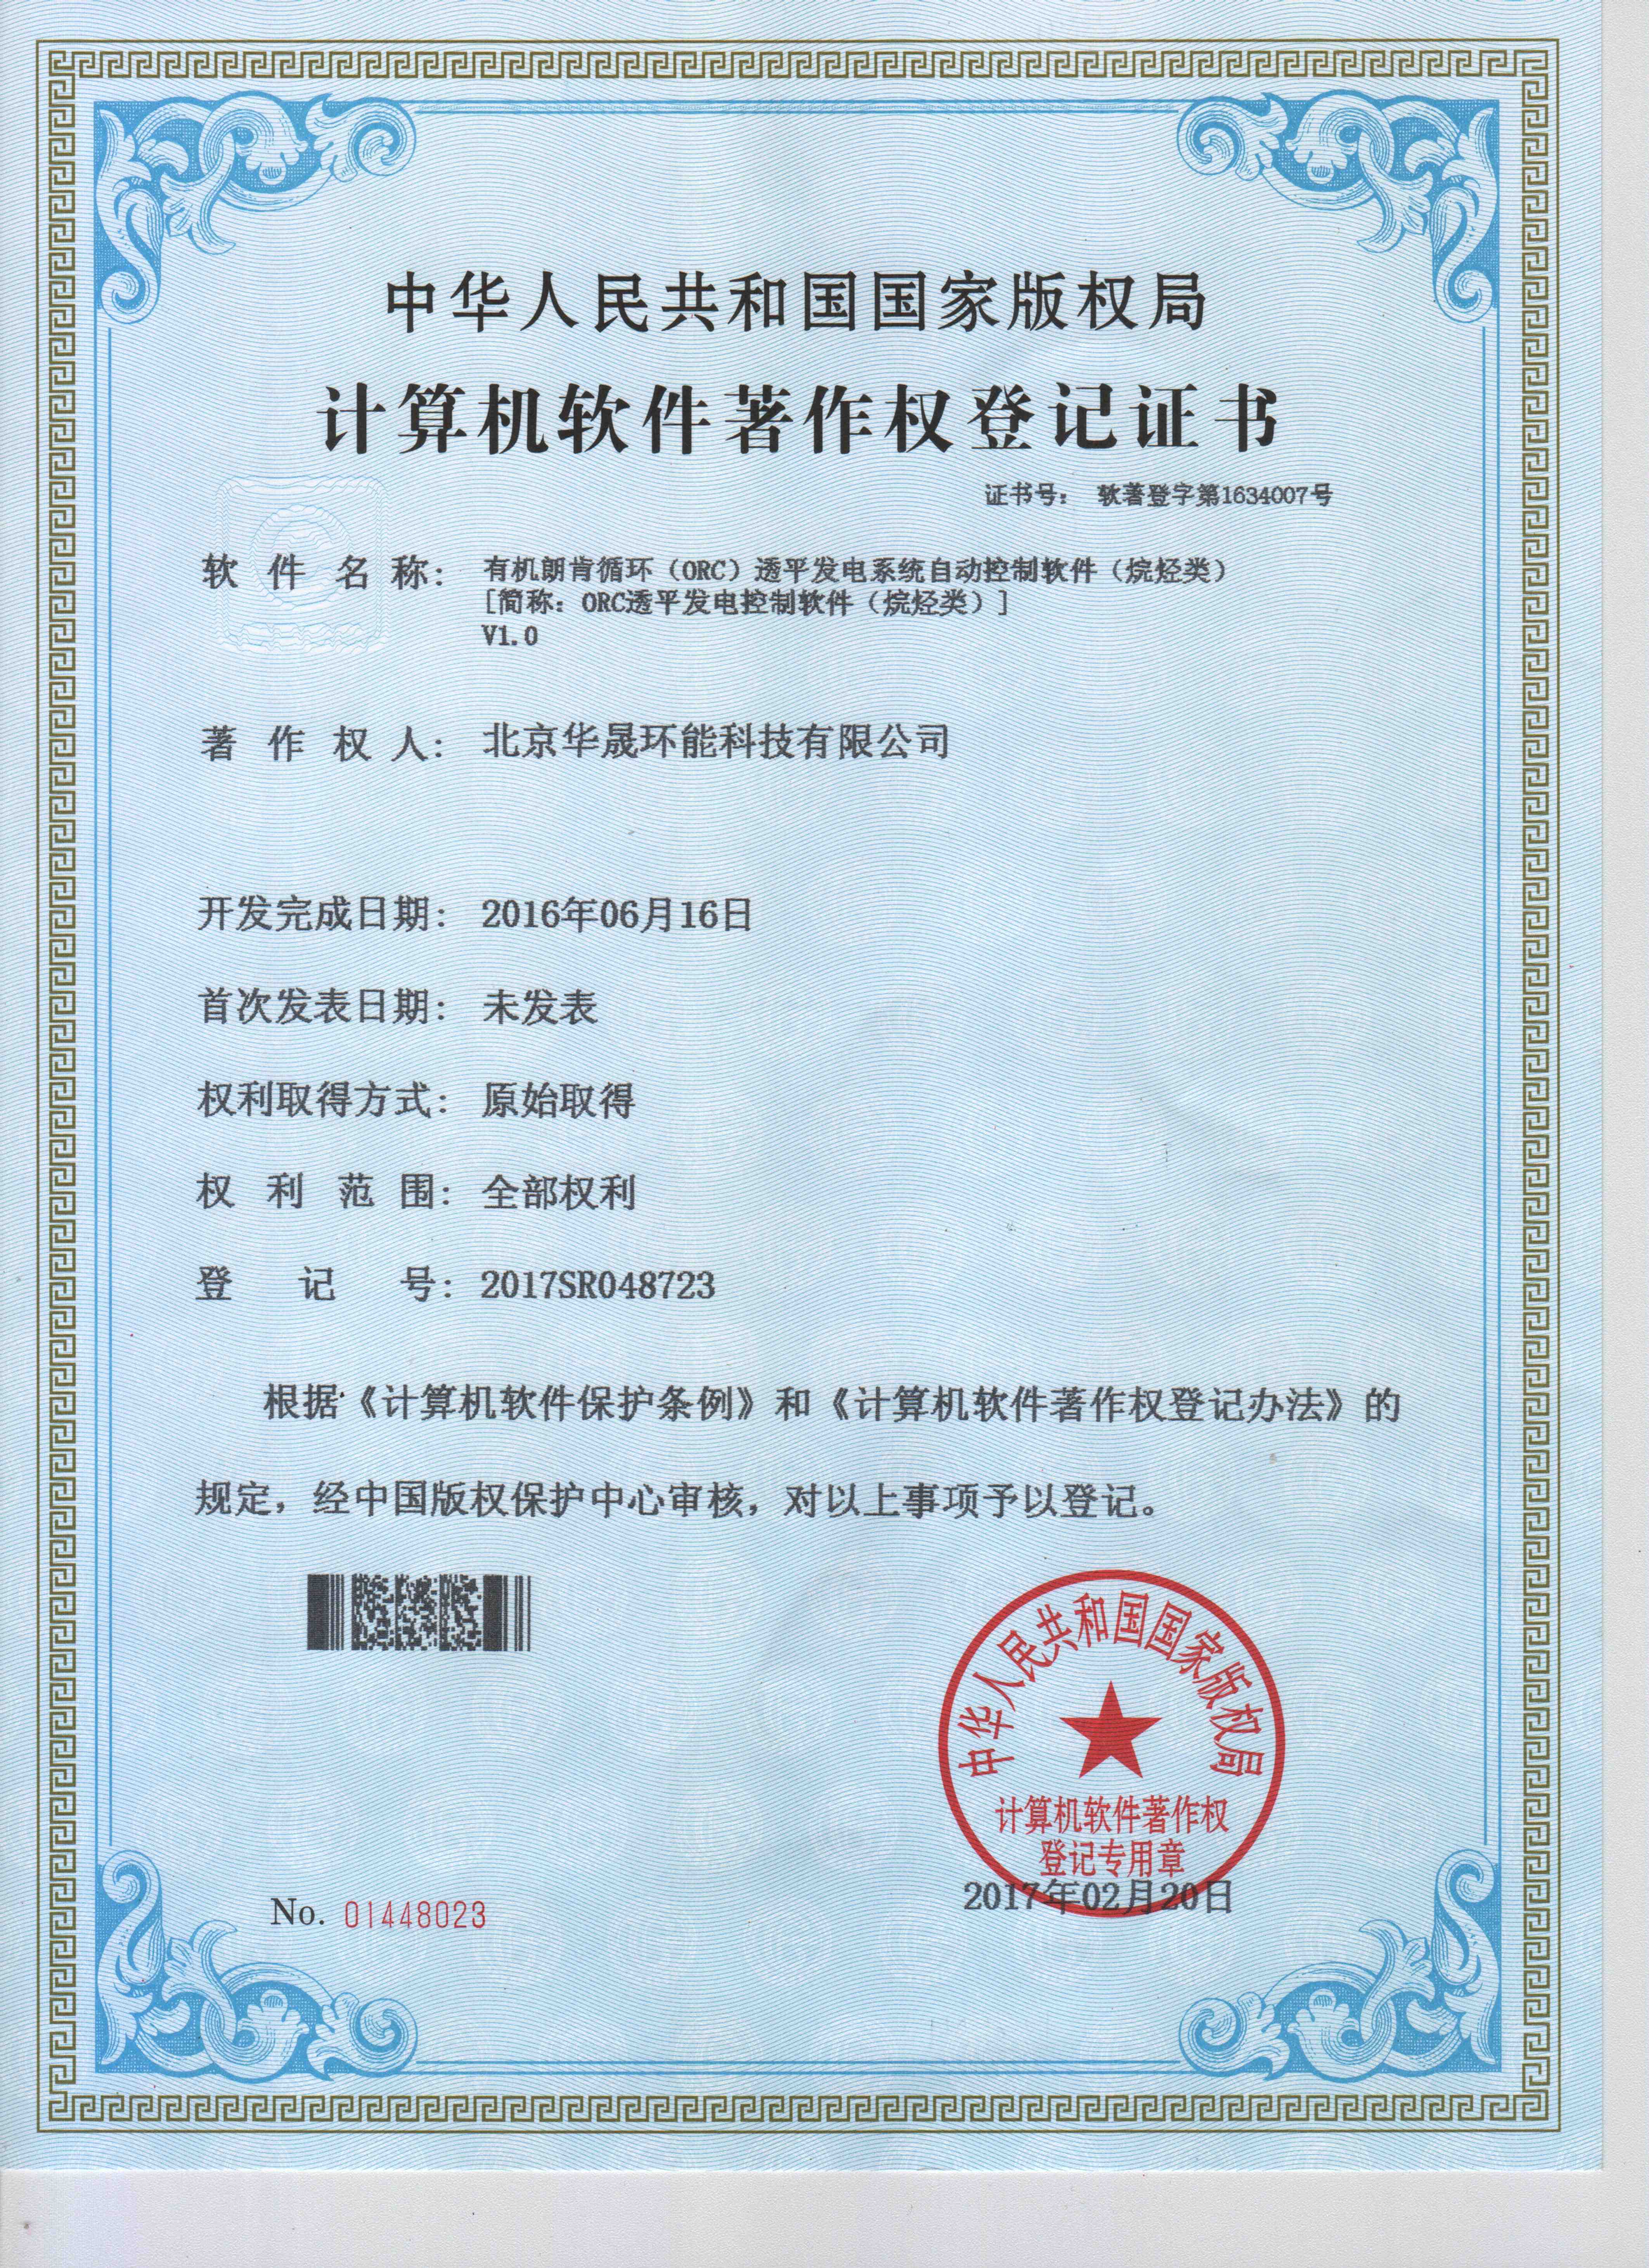 中华人民共和国国家版权局
计算机软件著作权登记证书
证书号： 软著登字第1634007号
软件名称： 有机朗肯循环（ORC）透平发电系统自动控制软件（烷烃类）
[简称：ORC透平发电控制软件（烷烃类）]
V1.0
著作权人： 北京华晟环能科技有限公司
开发完成日期： 2016年06月16日
首次发表日期： 未发表
权利取得方式： 原始取得
权利范围： 全部权利
登记号： 2017SR048723
根据《计算机软件保护条例》和《计算机软件著作权登记办法》的
规定，经中国版权保护中心审核，对以上事项予以登记。
中华人民共和国国家版权局
计算机软件著作权
登记专用章
2017年02月20日
No. 01448023